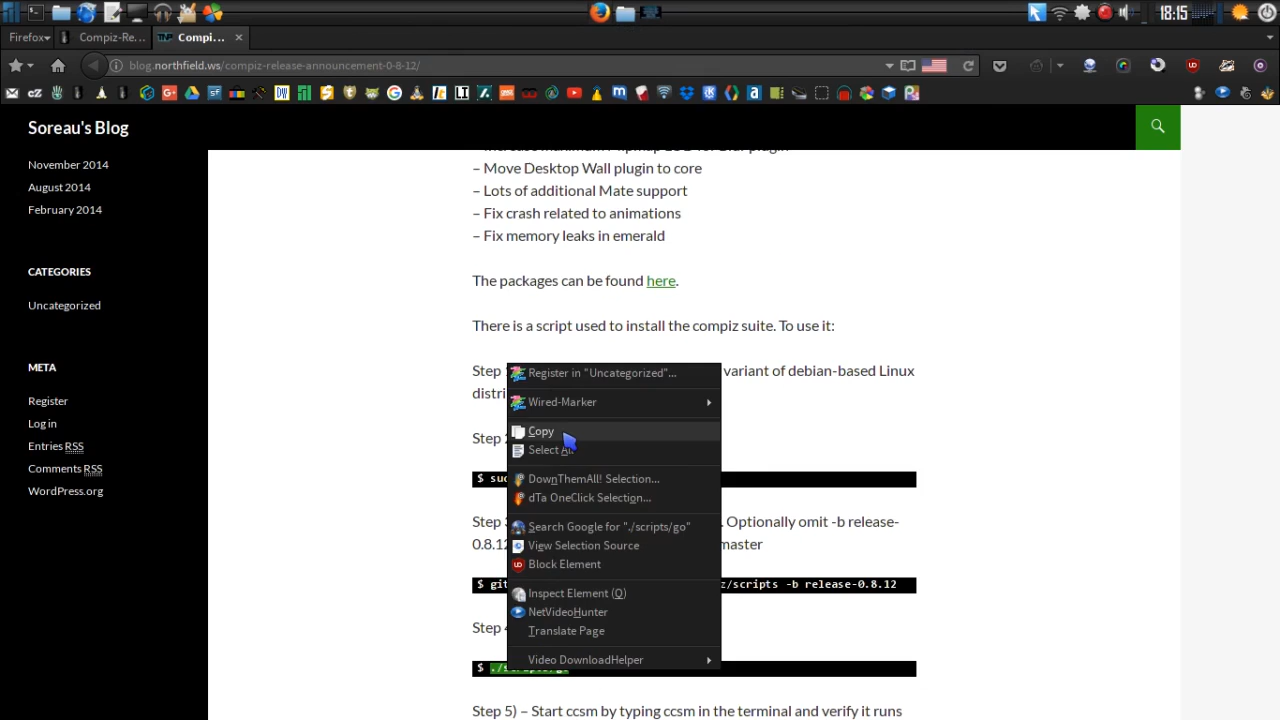 18:15
Firefox
Compiz-Re...
Compi...
blog.northfield.ws/compiz-release-announcement-0-8-12/
Soreau's Blog
November 2014
August 2014
February 2014
CATEGORIES
Uncategorized
META
Register
Log in
Entries RSS
Comments RSS
WordPress.org
– Move Desktop Wall plugin to core
– Lots of additional Mate support
– Fix crash related to animations
– Fix memory leaks in emerald
The packages can be found here.
There is a script used to install the compiz suite. To use it:
Step
variant of debian-based Linux
distri
Step
$ suc
Step
. Optionally omit -b release-
0.8.12
master
$ git
z/scripts -b release-0.8.12
Step
$ ./scripts/go
Step 5) – Start ccsm by typing ccsm in the terminal and verify it runs
Register in "Uncategorized"...
Wired-Marker
Copy
Select All
DownThemAll! Selection...
dTa OneClick Selection...
Search Google for "./scripts/go"
View Selection Source
Block Element
Inspect Element (Q)
NetVideoHunter
Translate Page
Video DownloadHelper